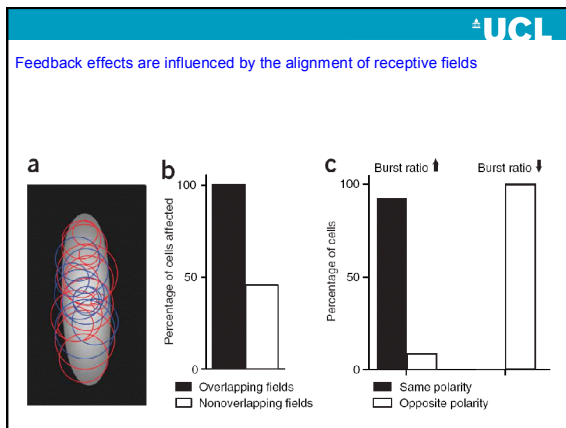 UCL
Feedback effects are influenced by the alignment of receptive fields
a
b
Percentage of cells affected
100
50
0
Overlapping fields
Nonoverlapping fields
c
Burst ratio ⬆ Burst ratio ⬇
Percentage of cells
100
50
0
Same polarity
Opposite polarity